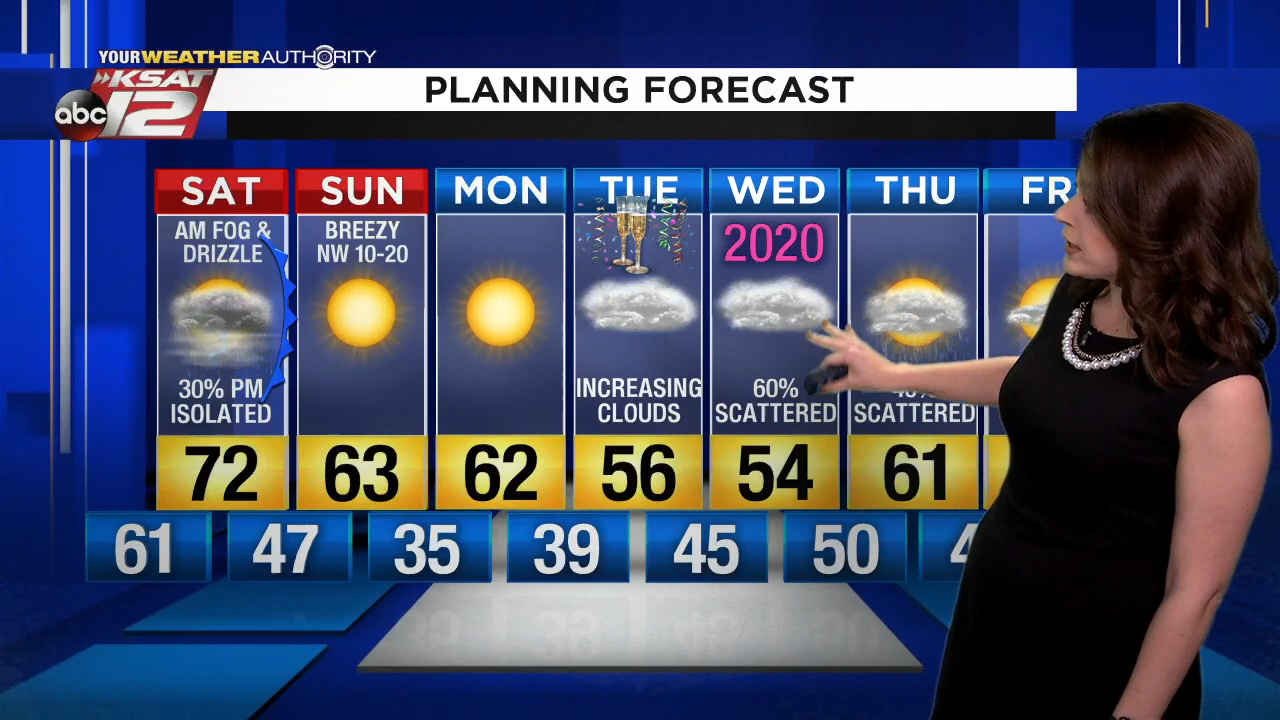 YOUR WEATHER AUTHORITY
KSAT
abc 12
PLANNING FORECAST
SAT SUN MON TUE WED THU FR
AM FOG &
DRIZZLE
BREEZY
NW 10-20
2020
30% PM
ISOLATED
INCREASING
CLOUDS
60%
SCATTERED
SCATTERED
72 63 62 56 54 61
61 47 35 39 45 50 4